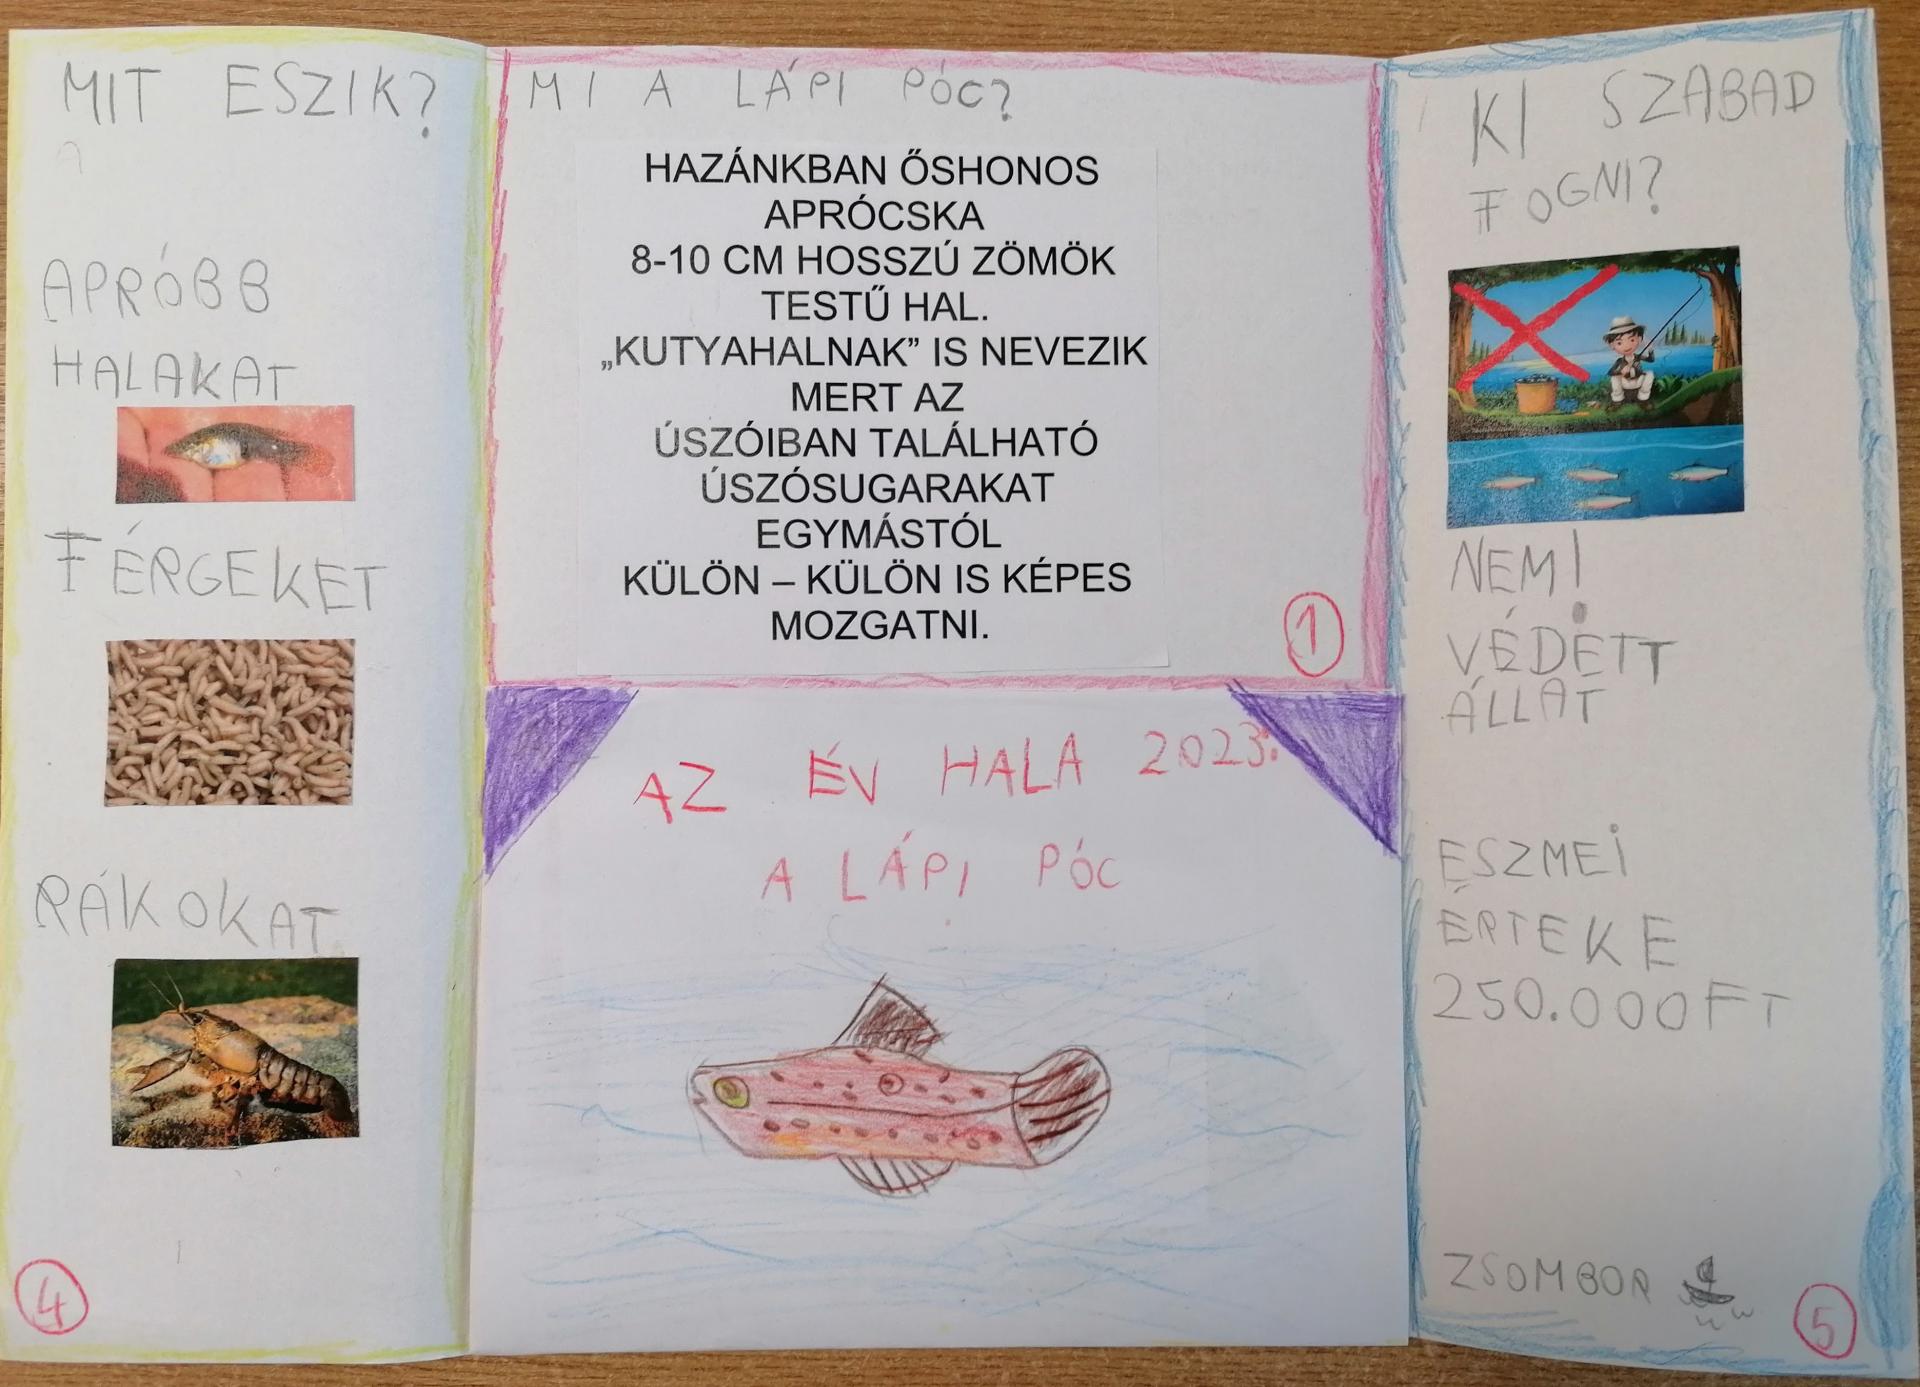 MIT ESZIK?
APRÓBB
HALAKAT
FÉRGEKET
RÁKOKAT
4
MI A LÁPI PÓC?
HAZÁNKBAN ŐSHONOS
APRÓCSKA
8-10 CM HOSSZÚ ZÖMÖK
TESTŰ HAL.
„KUTYAHALNAK” IS NEVEZIK
MERT AZ
ÚSZÓIBAN TALÁLHATÓ
ÚSZÓSUGARAKAT
EGYMÁSTÓL
KÜLÖN – KÜLÖN IS KÉPES
MOZGATNI.
1
AZ ÉV HALA 2023:
A LÁPI PÓC
KI SZABAD
FOGNI?
NEM!
VÉDETT
ÁLLAT
ESZMEI
ÉRTEKE
250.000FT
ZSOMBOR
5